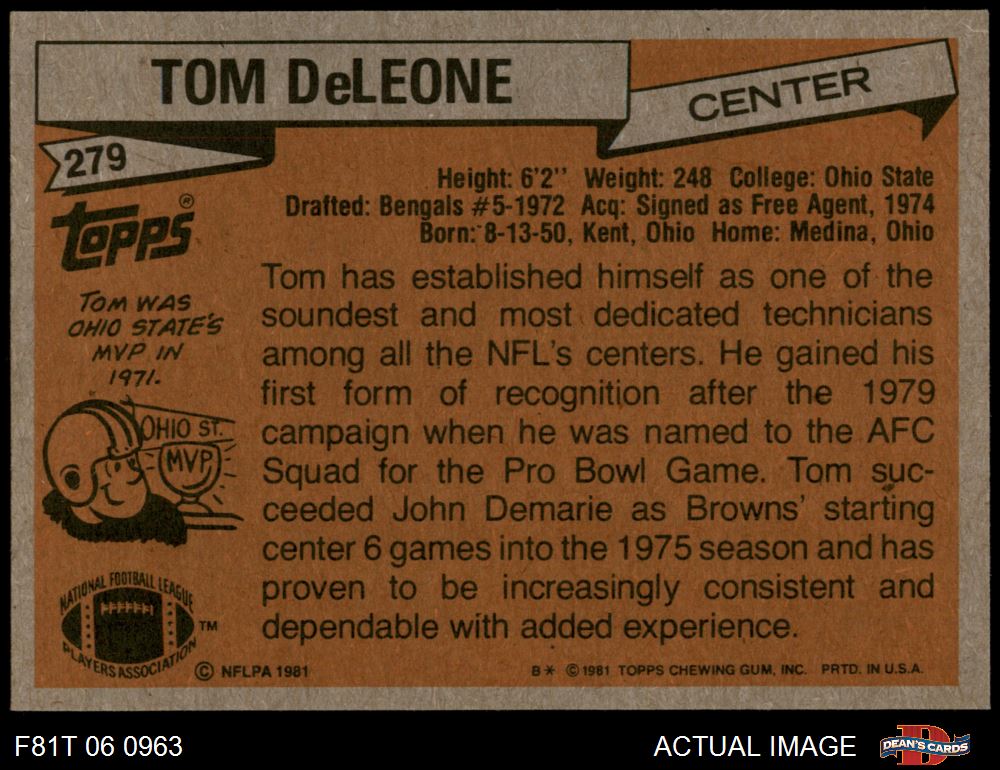 TOM DeLEONE
CENTER
279
Topps®
Height: 6'2'' Weight: 248 College: Ohio State
Drafted: Bengals #5-1972 Acq: Signed as Free Agent, 1974
Born: 8-13-50, Kent, Ohio Home: Medina, Ohio
TOM WAS
OHIO STATE'S
MVP IN
1971.
OHIO ST.
MVP
Tom has established himself as one of the
soundest and most dedicated technicians
among all the NFL's centers. He gained his
first form of recognition after the 1979
campaign when he was named to the AFC
Squad for the Pro Bowl Game. Tom suc-
ceeded John Demarie as Browns' starting
center 6 games into the 1975 season and has
proven to be increasingly consistent and
dependable with added experience.
NATIONAL FOOTBALL LEAGUE
PLAYERS ASSOCIATION
TM
© NFLPA 1981
B* © 1981 TOPPS CHEWING GUM, INC. PRTD. IN U.S.A.
F81T 06 0963
ACTUAL IMAGE
D
DEAN'S CARDS